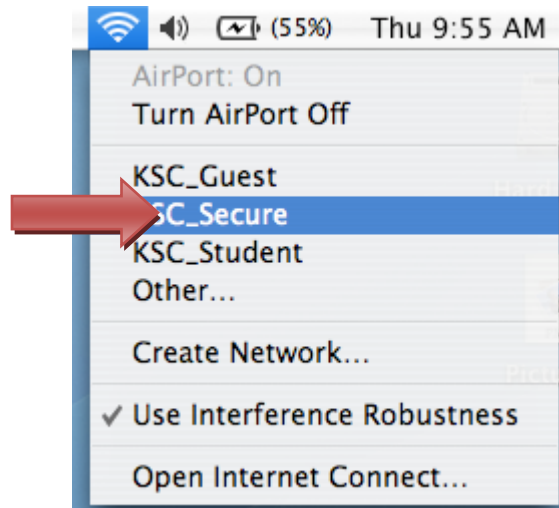 (55%) Thu 9:55 AM
AirPort: On
Turn AirPort Off
KSC_Guest
SC_Secure
KSC_Student
Other...
Create Network...
✓ Use Interference Robustness
Open Internet Connect...